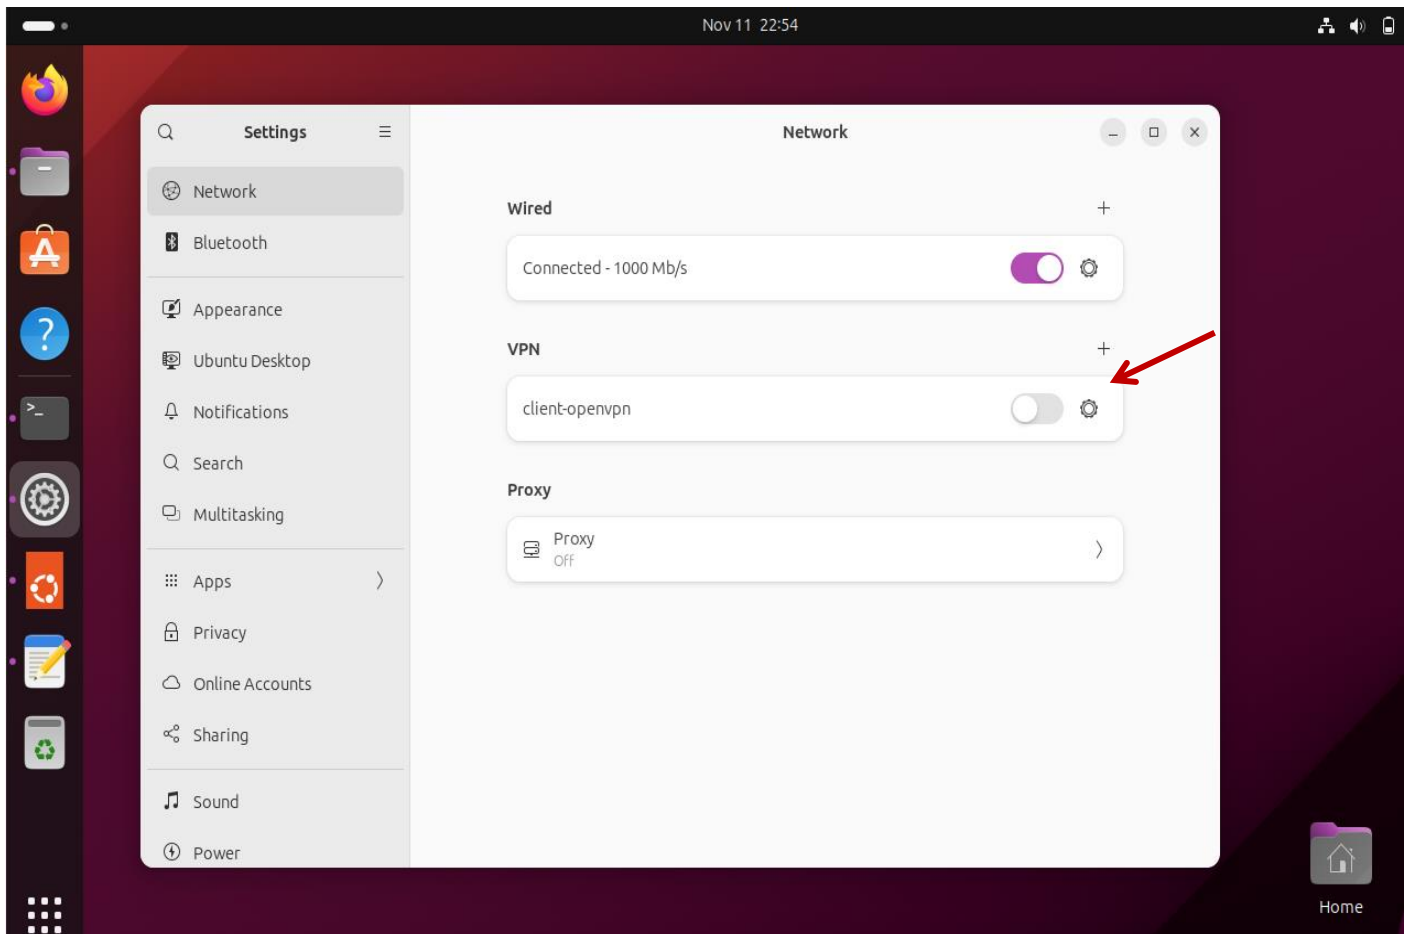 Nov 11 22:54
Settings
Network
Network
Bluetooth
Appearance
Ubuntu Desktop
Notifications
Search
Multitasking
Apps
Privacy
Online Accounts
Sharing
Sound
Power
Wired
Connected - 1000 Mb/s
VPN
client-openvpn
Proxy
Proxy
Off
Home